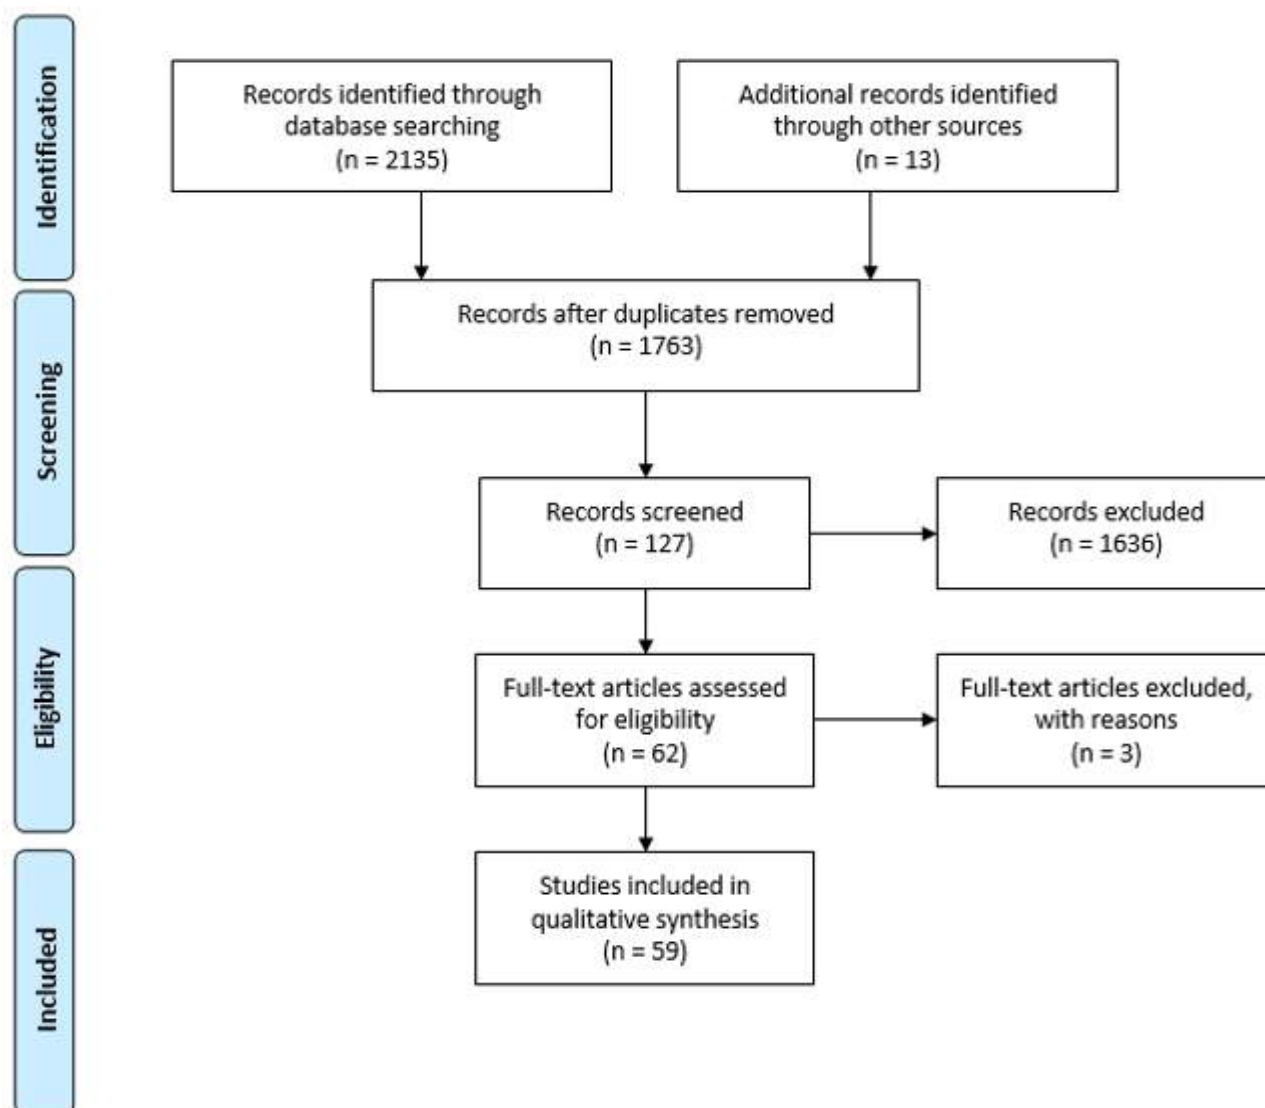 Identification
Records identified through
database searching
(n = 2135)
Additional records identified
through other sources
(n = 13)
Screening
Records after duplicates removed
(n = 1763)
Records screened
(n = 127)
Records excluded
(n = 1636)
Eligibility
Full-text articles assessed
for eligibility
(n = 62)
Full-text articles excluded,
with reasons
(n = 3)
Included
Studies included in
qualitative synthesis
(n = 59)